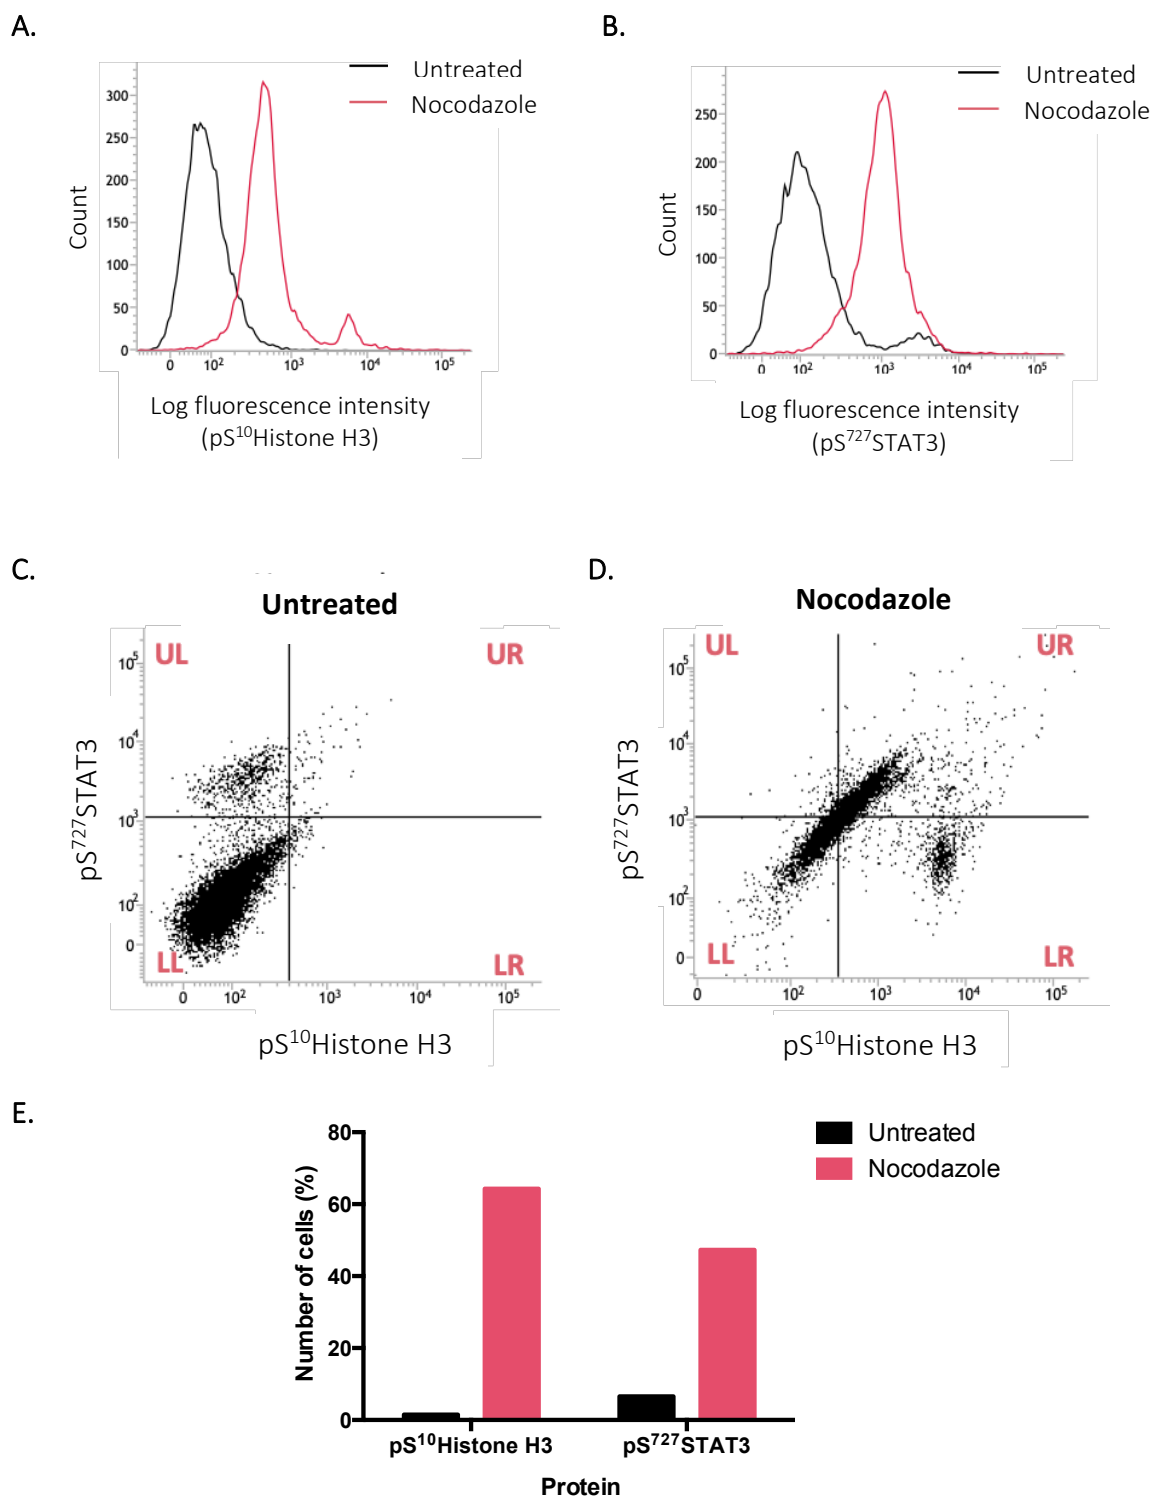 A.
Untreated
Nocodazole
300
250
200
150
100
50
0
Count
0 10² 10³ 10⁴ 10⁵
Log fluorescence intensity
(pS¹⁰Histone H3)
B.
Untreated
Nocodazole
250
200
150
100
50
0
Count
0 10² 10³ 10⁴ 10⁵
Log fluorescence intensity
(pS⁷²⁷STAT3)
C.
Untreated
UL UR
10⁵
10⁴
10³
10²
0
pS⁷²⁷STAT3
LL LR
0 10² 10³ 10⁴ 10⁵
pS¹⁰Histone H3
D.
Nocodazole
UL UR
10⁵
10⁴
10³
10²
0
pS⁷²⁷STAT3
LL LR
0 10² 10³ 10⁴ 10⁵
pS¹⁰Histone H3
E.
Untreated
Nocodazole
80
60
40
20
0
Number of cells (%)
pS¹⁰Histone H3 pS⁷²⁷STAT3
Protein